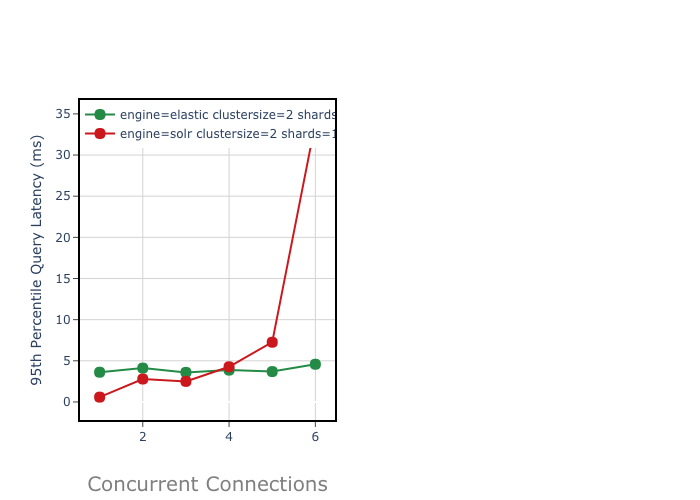 engine=elastic clustersize=2 shards
engine=solr clustersize=2 shards=1
95th Percentile Query Latency (ms)
35
30
25
20
15
10
5
0
2 4 6
Concurrent Connections